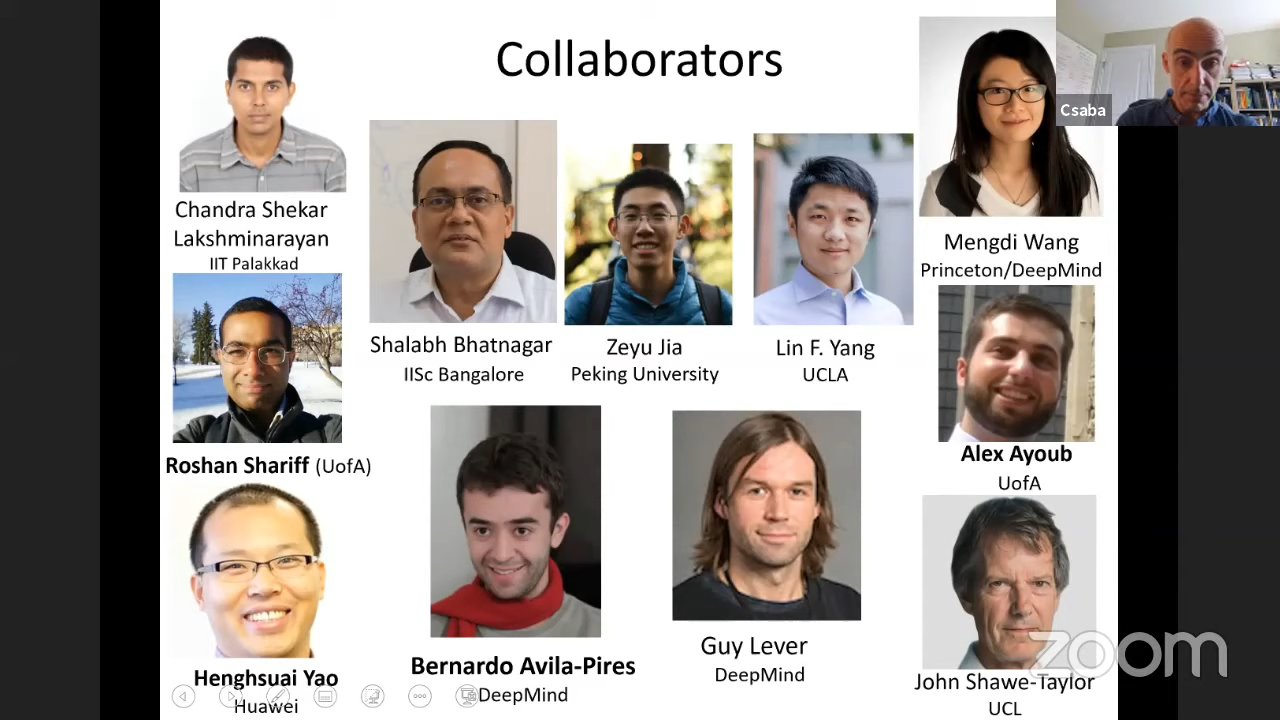 Collaborators
Csaba
Chandra Shekar
Lakshminarayan
IIT Palakkad
Shalabh Bhatnagar
IISc Bangalore
Zeyu Jia
Peking University
Lin F. Yang
UCLA
Mengdi Wang
Princeton/DeepMind
Roshan Shariff (UofA)
Alex Ayoub
UofA
Henghsuai Yao
Huawei
Bernardo Avila-Pires
DeepMind
Guy Lever
DeepMind
John Shawe-Taylor
UCL
zoom